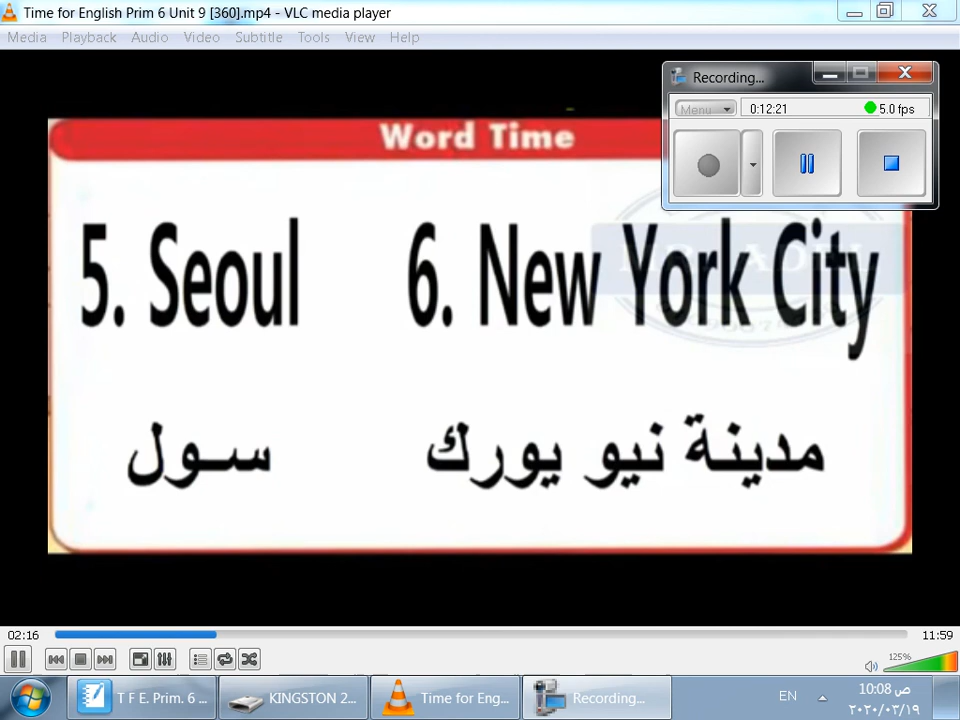 Time for English Prim 6 Unit 9 [360].mp4 - VLC media player
Media Playback Audio Video Subtitle Tools View Help
Recording...
Menu 0:12:21 5.0 fps
Word Time
5. Seoul 6. New York City
سـول مدينة نيو يورك
02:16 11:59
125%
T F E. Prim. 6 ... KINGSTON 2... Time for Eng... Recording... EN 10:08 ص
٢٠٢٠/٠٣/١٩